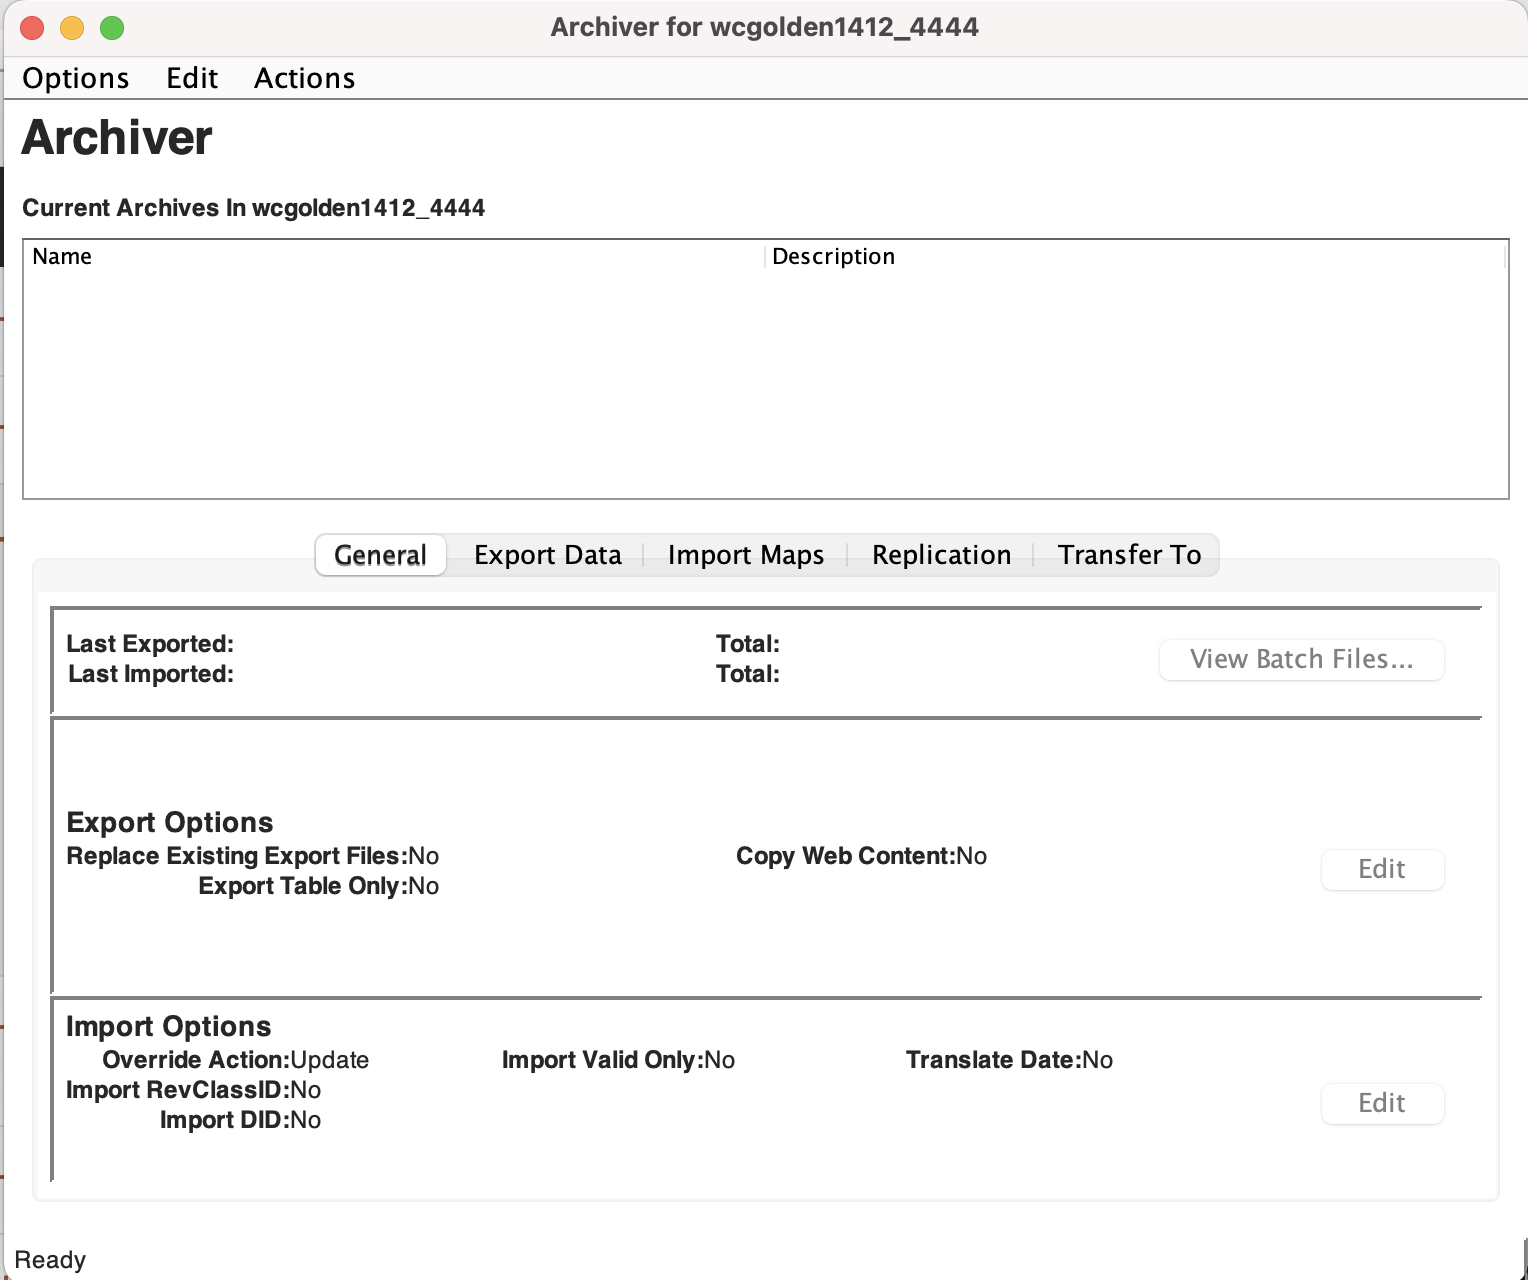 Archiver for wcgolden1412_4444
Options Edit Actions
Archiver
Current Archives In wcgolden1412_4444
Name Description
General Export Data Import Maps Replication Transfer To
Last Exported: Total:
View Batch Files...
Last Imported: Total:
Export Options
Replace Existing Export Files:No Copy Web Content:No
Edit
Export Table Only:No
Import Options
Override Action:Update Import Valid Only:No Translate Date:No
Import RevClassID:No
Edit
Import DID:No
Ready